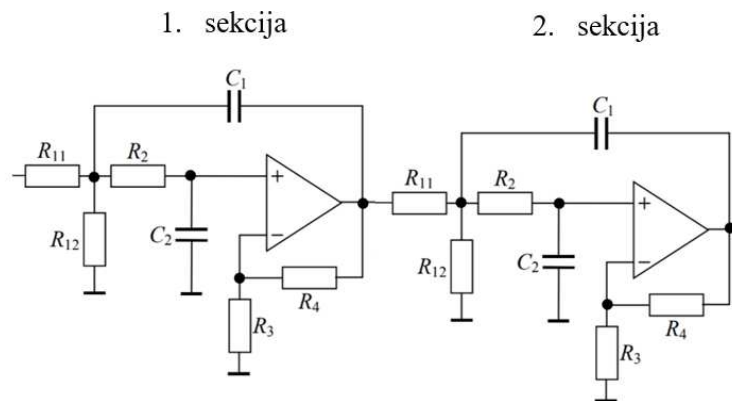 1. sekcija
2. sekcija
C1
R11
R2
+
−
R12
C2
R4
R3
C1
R11
R2
+
−
R12
C2
R4
R3